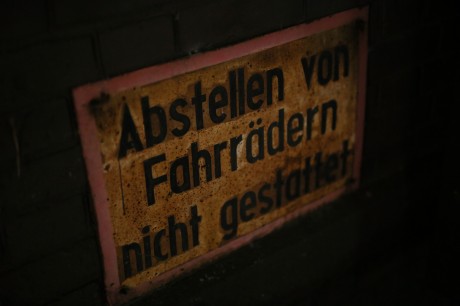 Abstellen von
Fahrrädern
nicht gestattet